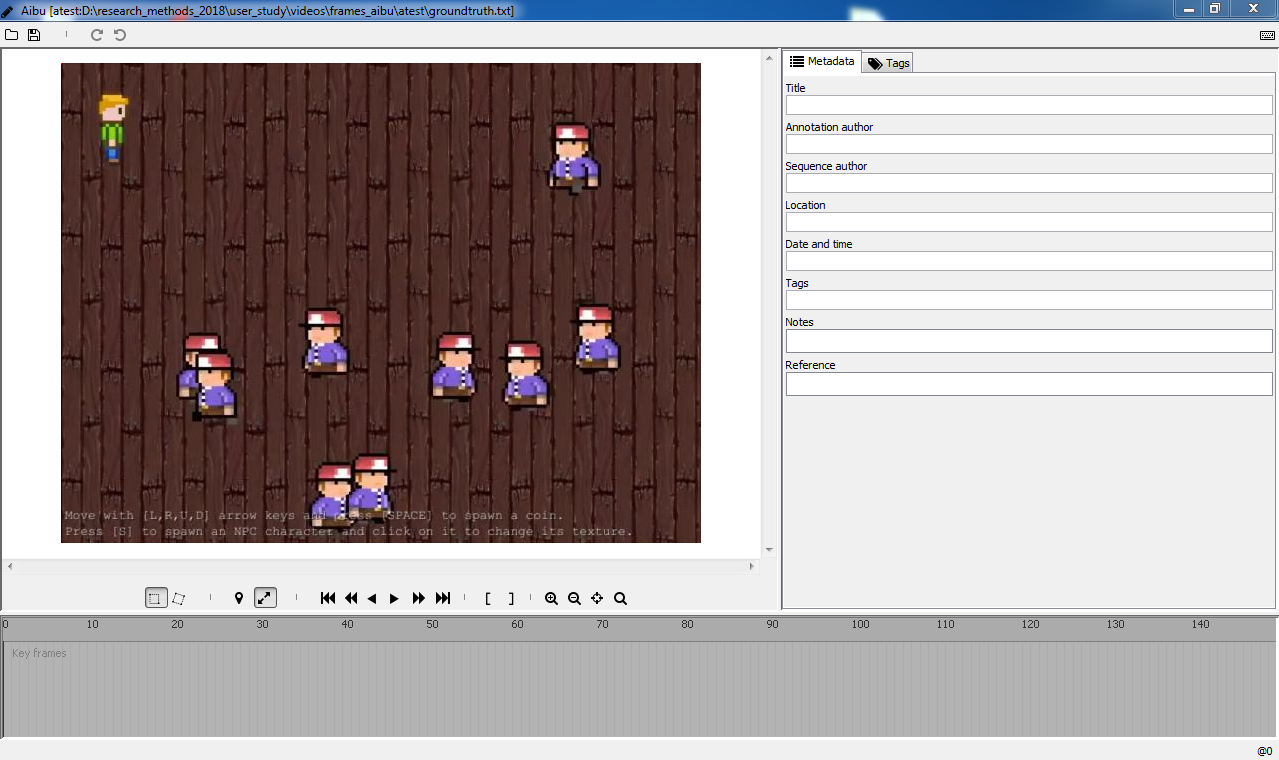 Aibu [atest:D:\research_methods_2018\user_study\videos\frames_aibu\atest\groundtruth.txt]
Metadata
Tags
Title
Annotation author
Sequence author
Location
Date and time
Tags
Notes
Reference
Move with [L,R,U,D] arrow keys and press [SPACE] to spawn a coin.
Press [S] to spawn an NPC character and click on it to change its texture.
0 10 20 30 40 50 60 70 80 90 100 110 120 130 140
Key frames
@0